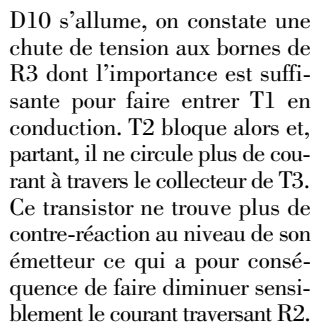 D10 s’allume, on constate une
chute de tension aux bornes de
R3 dont l’importance est suffi-
sante pour faire entrer T1 en
conduction. T2 bloque alors et,
partant, il ne circule plus de cou-
rant à travers le collecteur de T3.
Ce transistor ne trouve plus de
contre-réaction au niveau de son
émetteur ce qui a pour consé-
quence de faire diminuer sensi-
blement le courant traversant R2.